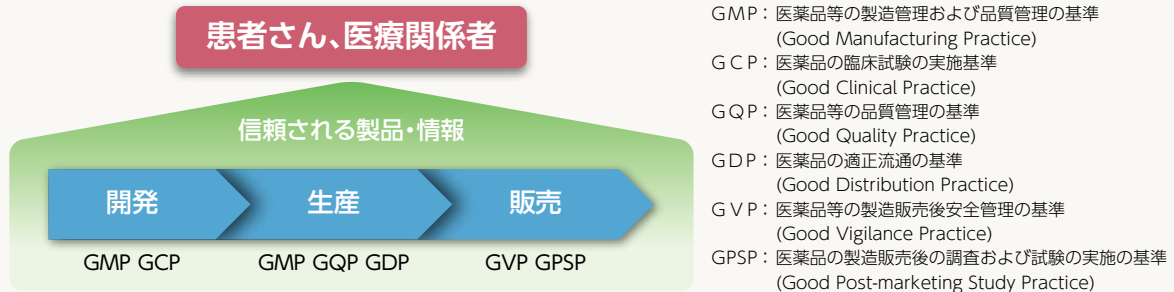 患者さん、医療関係者
信頼される製品・情報
開発
生産
販売
GMP GCP
GMP GQP GDP
GVP GPSP
GMP：医薬品等の製造管理および品質管理の基準
(Good Manufacturing Practice)
GCP：医薬品の臨床試験の実施基準
(Good Clinical Practice)
GQP：医薬品等の品質管理の基準
(Good Quality Practice)
GDP：医薬品の適正流通の基準
(Good Distribution Practice)
GVP：医薬品等の製造販売後安全管理の基準
(Good Vigilance Practice)
GPSP：医薬品の製造販売後の調査および試験の実施の基準
(Good Post-marketing Study Practice)